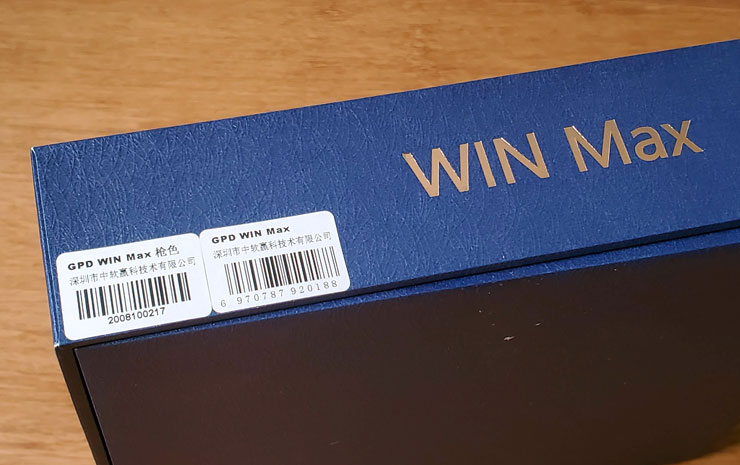 WIN Max
GPD WIN Max 枪色
深圳市中软赢科技术有限公司
2008100217
GPD WIN Max
深圳市中软赢科技术有限公司
6 970787 920188